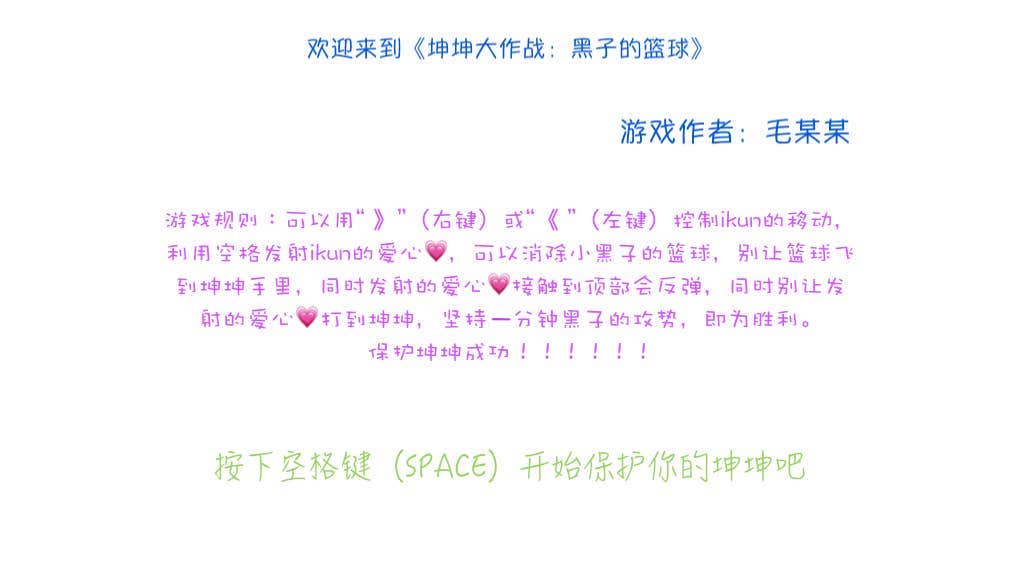 欢迎来到《坤坤大作战：黑子的篮球》
游戏作者：毛某某
游戏规则：可以用“》”（右键）或“《 ”（左键）控制ikun的移动，
利用空格发射ikun的爱心💗，可以消除小黑子的篮球，别让篮球飞
到坤坤手里，同时发射的爱心💗接触到顶部会反弹，同时别让发
射的爱心💗打到坤坤，坚持一分钟黑子的攻势，即为胜利。
保护坤坤成功！！！！！！
按下空格键（SPACE）开始保护你的坤坤吧